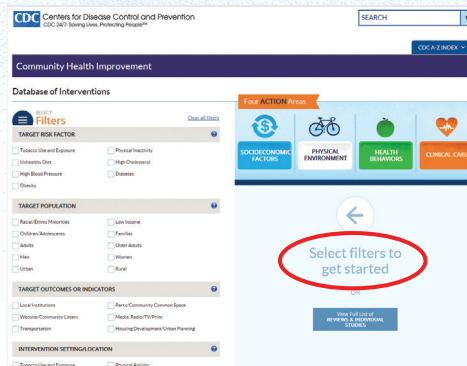 CDC Centers for Disease Control and Prevention
CDC 24/7: Saving Lives. Protecting People™
SEARCH
CDC A-Z INDEX
Community Health Improvement
Database of Interventions
SELECT
Filters
Clear all filters
TARGET RISK FACTOR
Tobacco Use and Exposure Physical Inactivity
Unhealthy Diet High Cholesterol
High Blood Pressure Diabetes
Obesity
TARGET POPULATION
Racial/Ethnic Minorities Low Income
Children/Adolescents Families
Adults Older Adults
Men Women
Urban Rural
TARGET OUTCOMES OR INDICATORS
Local Institutions Parks/Community Common Space
Website/Community Listserv Media: Radio/TV/Print
Transportation Housing Development/Urban Planning
INTERVENTION SETTING/LOCATION
Tobacco Use and Exposure Physical Activity
Four ACTION Areas
SOCIOECONOMIC
FACTORS
PHYSICAL
ENVIRONMENT
HEALTH
BEHAVIORS
CLINICAL CARE
Select filters to
get started
OR
View Full List of
REVIEWS & INDIVIDUAL
STUDIES